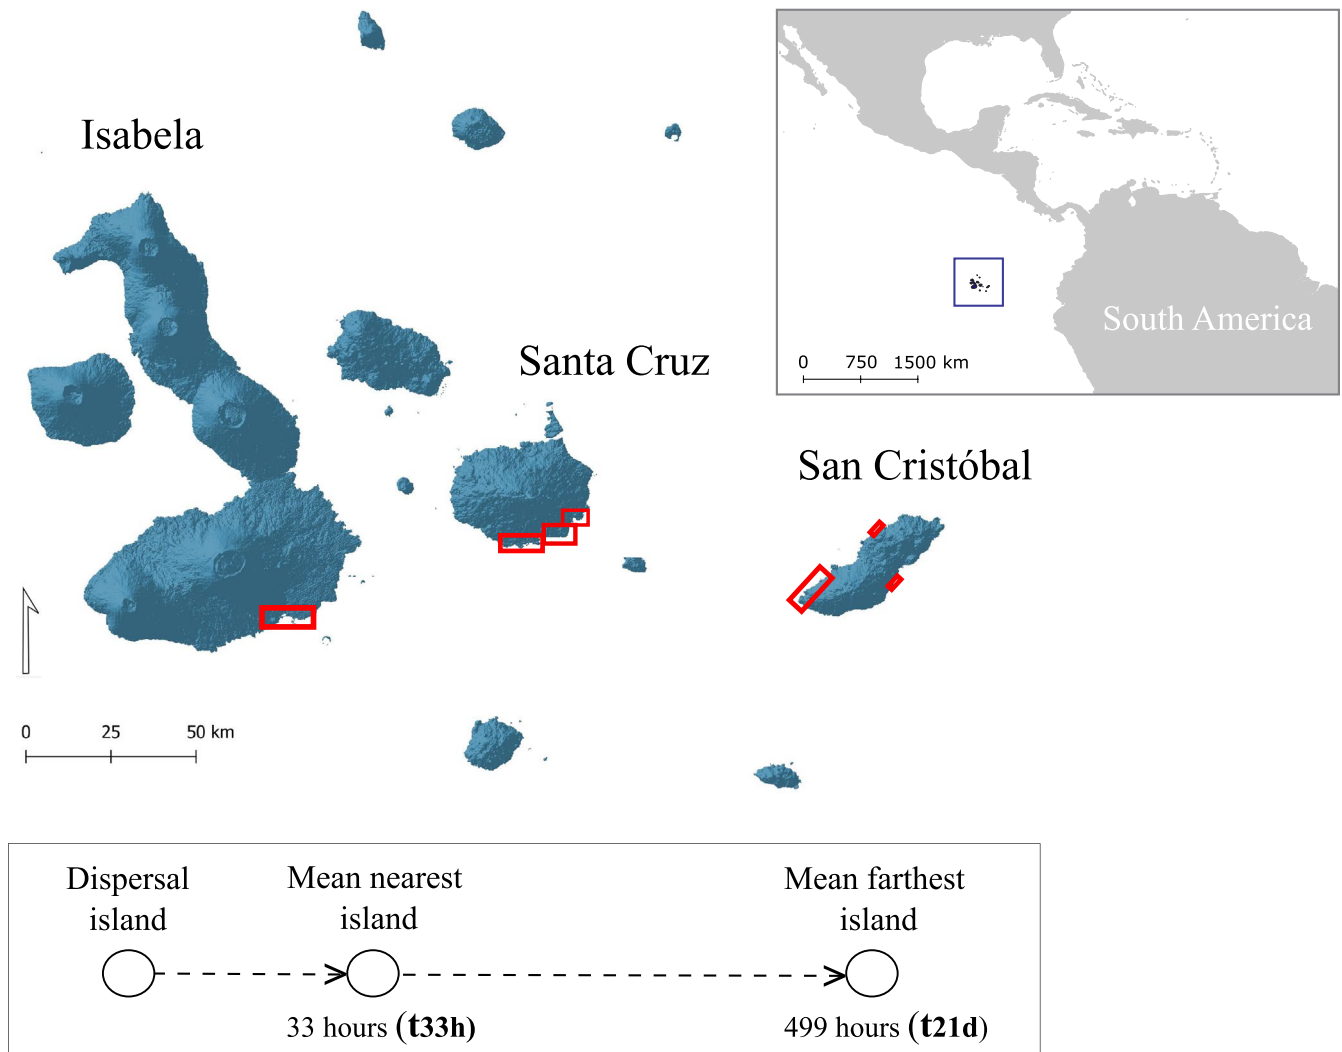 Isabela
Santa Cruz
San Cristóbal
South America
0 750 1500 km
0 25 50 km
Dispersal
island
Mean nearest
island
Mean farthest
island
33 hours (t33h)
499 hours (t21d)